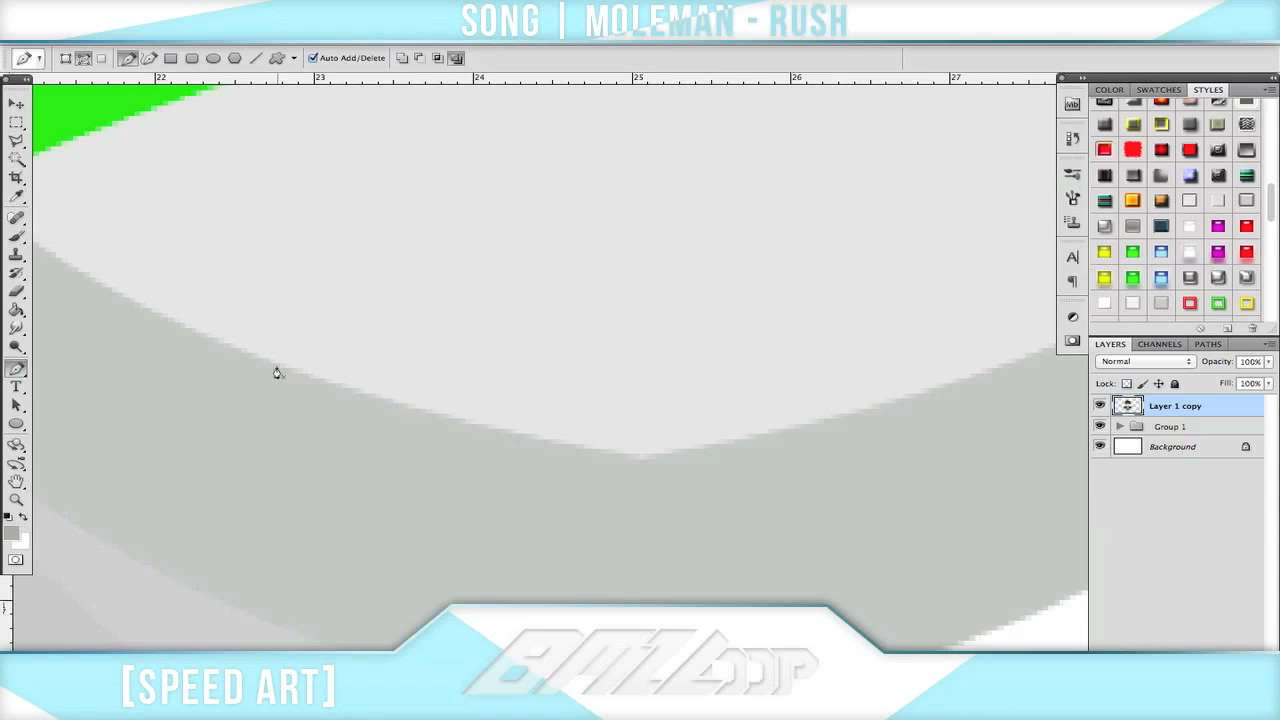 SONG | MOLEMAN - RUSH
Auto Add/Delete
22 23 24 25 26 27
COLOR SWATCHES STYLES
Mb
A
LAYERS CHANNELS PATHS
Normal Opacity: 100%
Lock: Fill: 100%
Layer 1 copy
Group 1
Background
T
[SPEED ART]